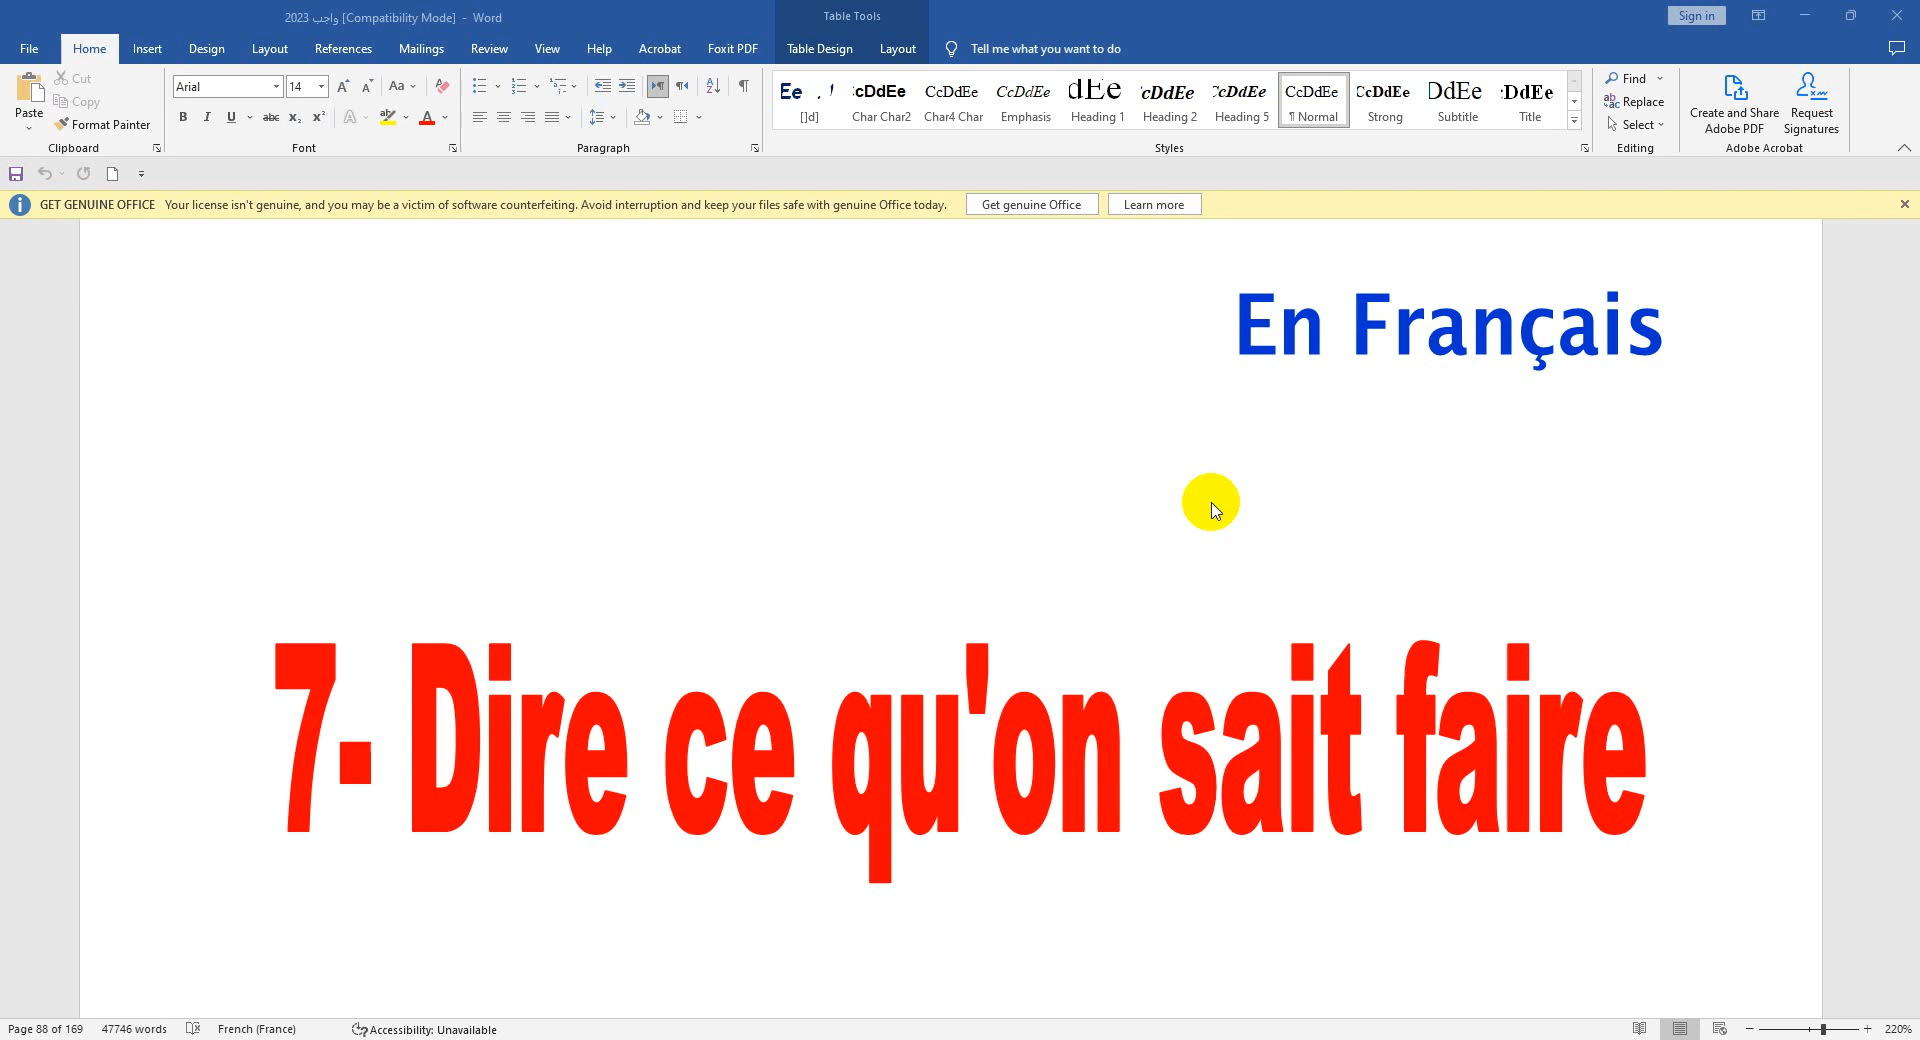 2023 واجب [Compatibility Mode] - Word
Table Tools
Sign in
File Home Insert Design Layout References Mailings Review View Help Acrobat Foxit PDF Table Design Layout Tell me what you want to do
Paste
Cut
Copy
Format Painter
Clipboard
Arial 14
Font
Paragraph
[]d] Char Char2 Char4 Char Emphasis Heading 1 Heading 2 Heading 5 ¶ Normal Strong Subtitle Title
Styles
Find
Replace
Select
Editing
Create and Share Adobe PDF
Request Signatures
Adobe Acrobat
GET GENUINE OFFICE Your license isn't genuine, and you may be a victim of software counterfeiting. Avoid interruption and keep your files safe with genuine Office today. Get genuine Office Learn more
En Français
7- Dire ce qu'on sait faire
Page 88 of 169 47746 words French (France) Accessibility: Unavailable 220%